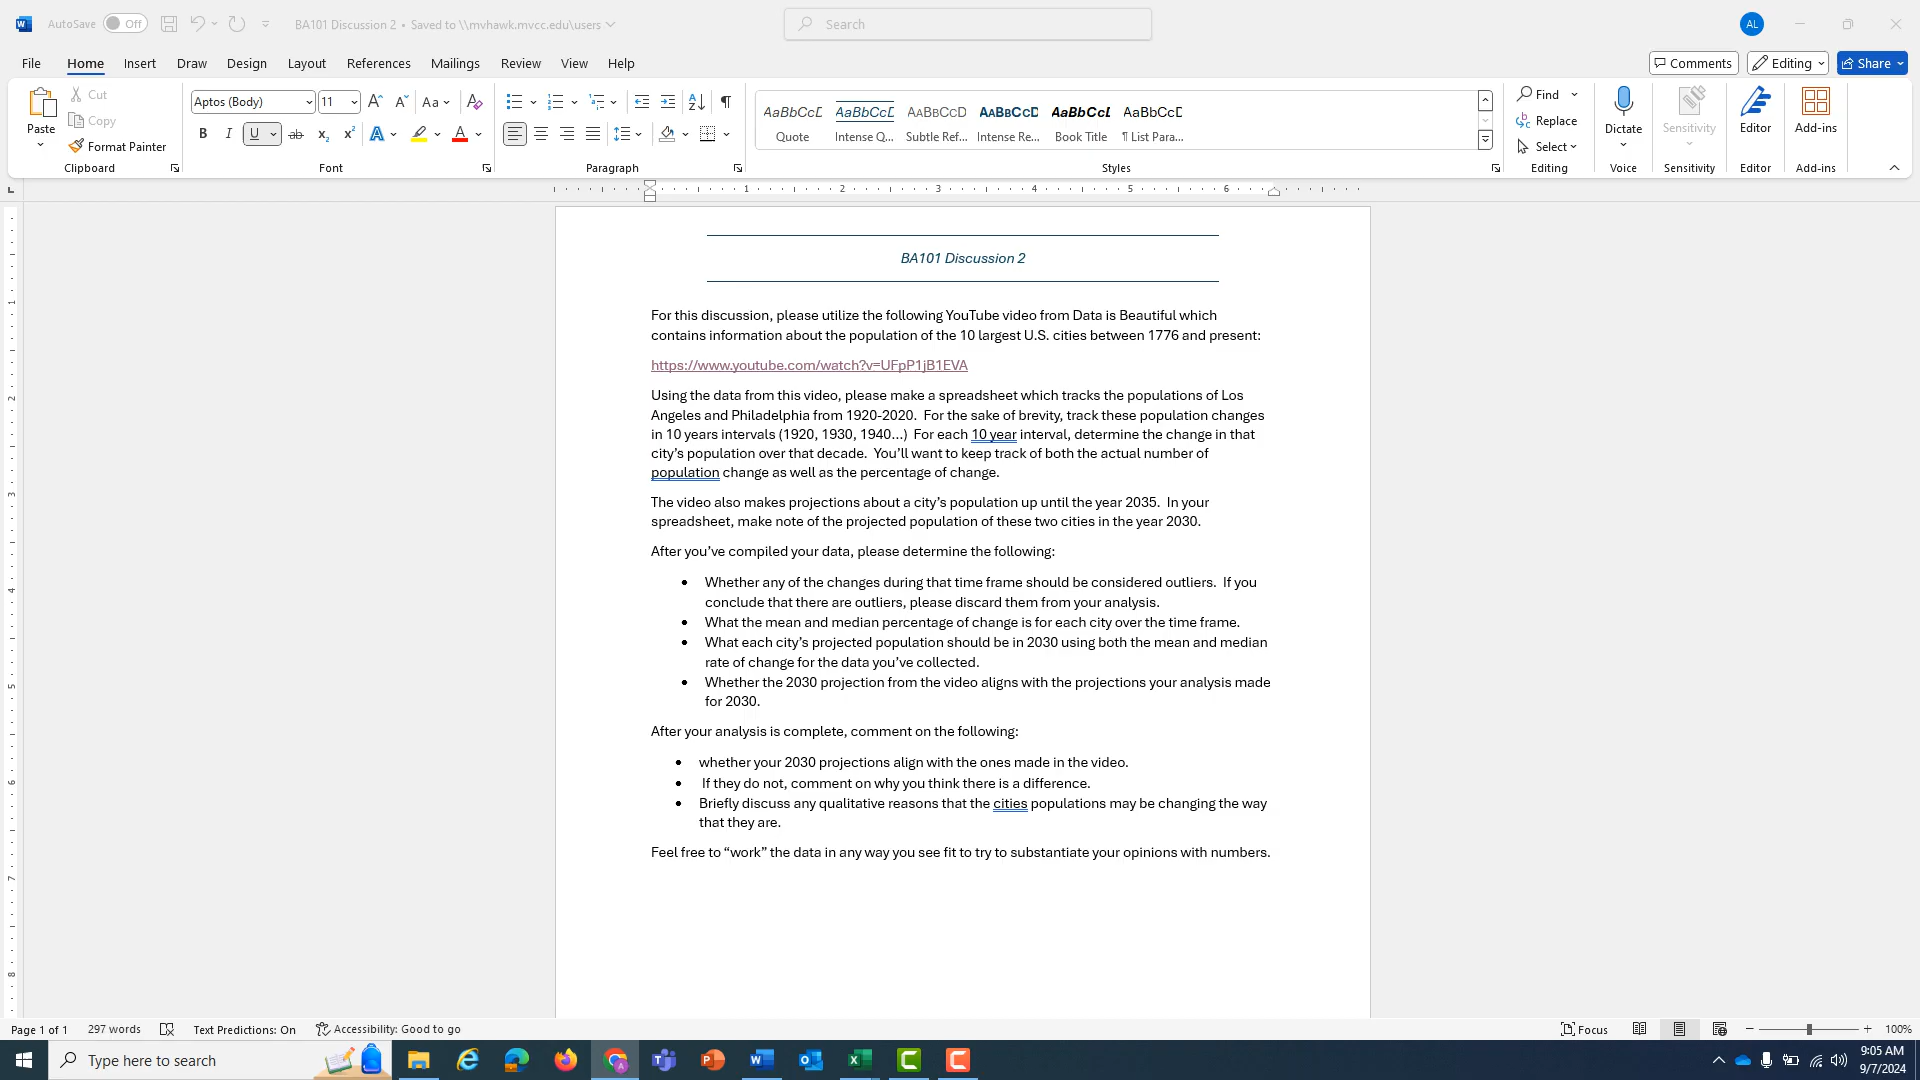 AutoSave Off BA101 Discussion 2 • Saved to \\mvhawk.mvcc.edu\users Search AL
File Home Insert Draw Design Layout References Mailings Review View Help Comments Editing Share
Paste Cut Copy Format Painter Clipboard
Aptos (Body) 11 Aa Font
B I U ab x₂ x² A A
Paragraph
AaBbCcD AaBbCcD AaBbCcD AaBbCcD AaBbCcI AaBbCcD
Quote Intense Q... Subtle Ref... Intense Re... Book Title ¶ List Para...
Styles
Find Replace Select Editing
Dictate Voice
Sensitivity Sensitivity
Editor Editor
Add-ins Add-ins
1 2 3 4 5 6
BA101 Discussion 2
For this discussion, please utilize the following YouTube video from Data is Beautiful which
contains information about the population of the 10 largest U.S. cities between 1776 and present:
https://www.youtube.com/watch?v=UFpP1jB1EVA
Using the data from this video, please make a spreadsheet which tracks the populations of Los
Angeles and Philadelphia from 1920-2020.  For the sake of brevity, track these population changes
in 10 years intervals (1920, 1930, 1940...)  For each 10 year interval, determine the change in that
city’s population over that decade.  You’ll want to keep track of both the actual number of
population change as well as the percentage of change.
The video also makes projections about a city’s population up until the year 2035.  In your
spreadsheet, make note of the projected population of these two cities in the year 2030.
After you’ve compiled your data, please determine the following:
• Whether any of the changes during that time frame should be considered outliers.  If you
conclude that there are outliers, please discard them from your analysis.
• What the mean and median percentage of change is for each city over the time frame.
• What each city’s projected population should be in 2030 using both the mean and median
rate of change for the data you’ve collected.
• Whether the 2030 projection from the video aligns with the projections your analysis made
for 2030.
After your analysis is complete, comment on the following:
• whether your 2030 projections align with the ones made in the video.
• If they do not, comment on why you think there is a difference.
• Briefly discuss any qualitative reasons that the cities populations may be changing the way
that they are.
Feel free to “work” the data in any way you see fit to try to substantiate your opinions with numbers.
1
2
3
4
5
6
7
8
Page 1 of 1 297 words Text Predictions: On Accessibility: Good to go Focus 100%
Type here to search 9:05 AM
9/7/2024